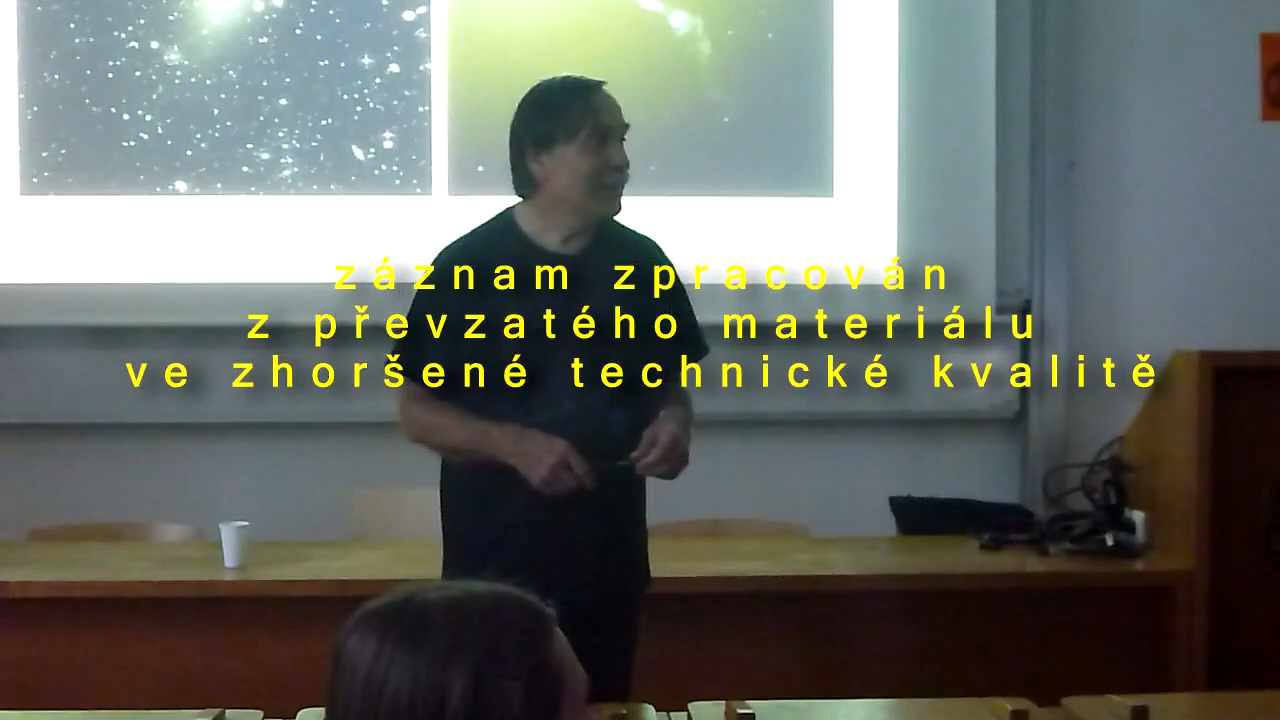 záznam zpracován
z převzatého materiálu
ve zhoršené technické kvalitě